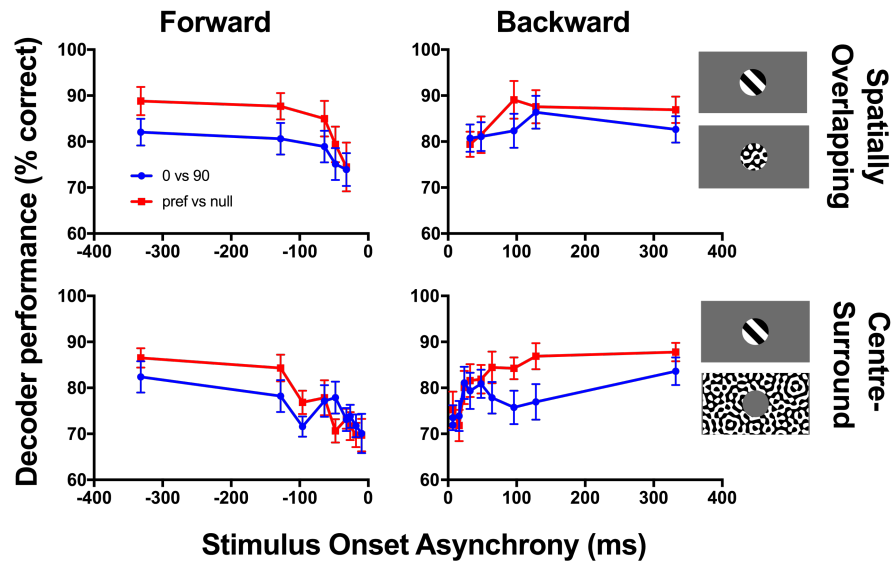 Forward
Backward
Spatially
Overlapping
Decoder performance (% correct)
100
90
80
70
60
0 vs 90
pref vs null
-400 -300 -200 -100 0
100
90
80
70
60
0 100 200 300 400
Centre-
Surround
100
90
80
70
60
-400 -300 -200 -100 0
100
90
80
70
60
0 100 200 300 400
Stimulus Onset Asynchrony (ms)